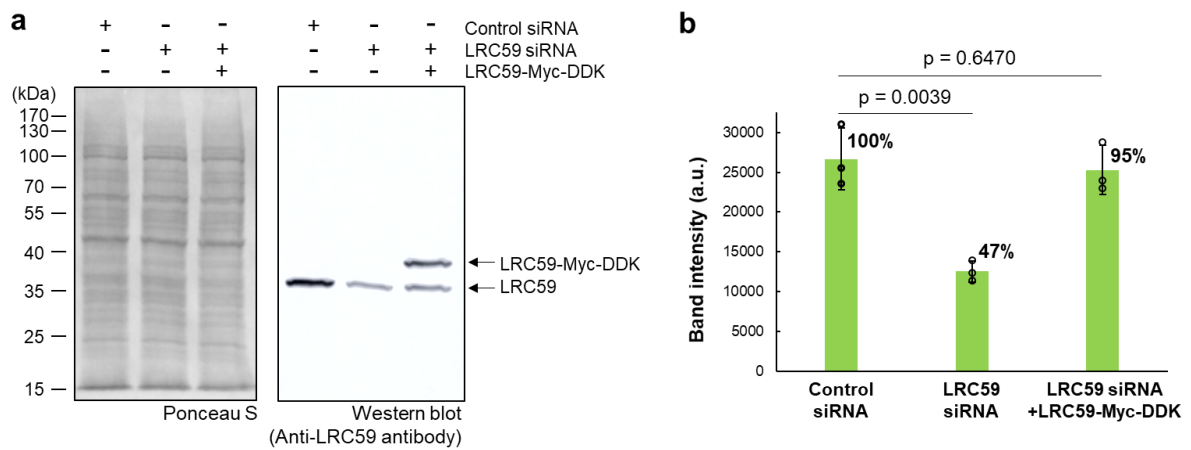 a
+ - - + - - Control siRNA
- + + - + + LRC59 siRNA
- - + - - + LRC59-Myc-DDK
(kDa)
170
130
100
70
55
40
35
25
15
LRC59-Myc-DDK
LRC59
Ponceau S
Western blot
(Anti-LRC59 antibody)
b
p = 0.6470
p = 0.0039
Band intensity (a.u.)
30000
25000
20000
15000
10000
5000
0
100%
47%
95%
Control
siRNA
LRC59
siRNA
LRC59 siRNA
+LRC59-Myc-DDK